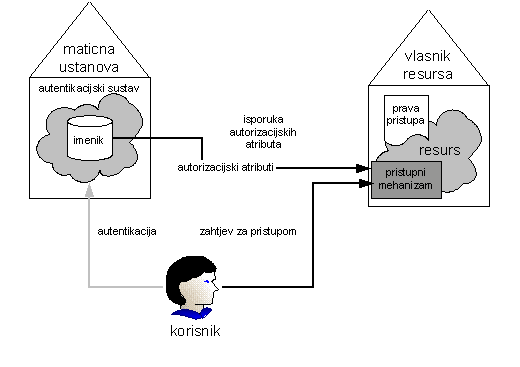 maticna
ustanova
autentikacijski sustav
imenik
isporuka
autorizacijskih
atributa
autorizacijski atributi
vlasnik
resursa
prava
pristupa
resurs
pristupni
mehanizam
autentikacija
zahtjev za pristupom
korisnik